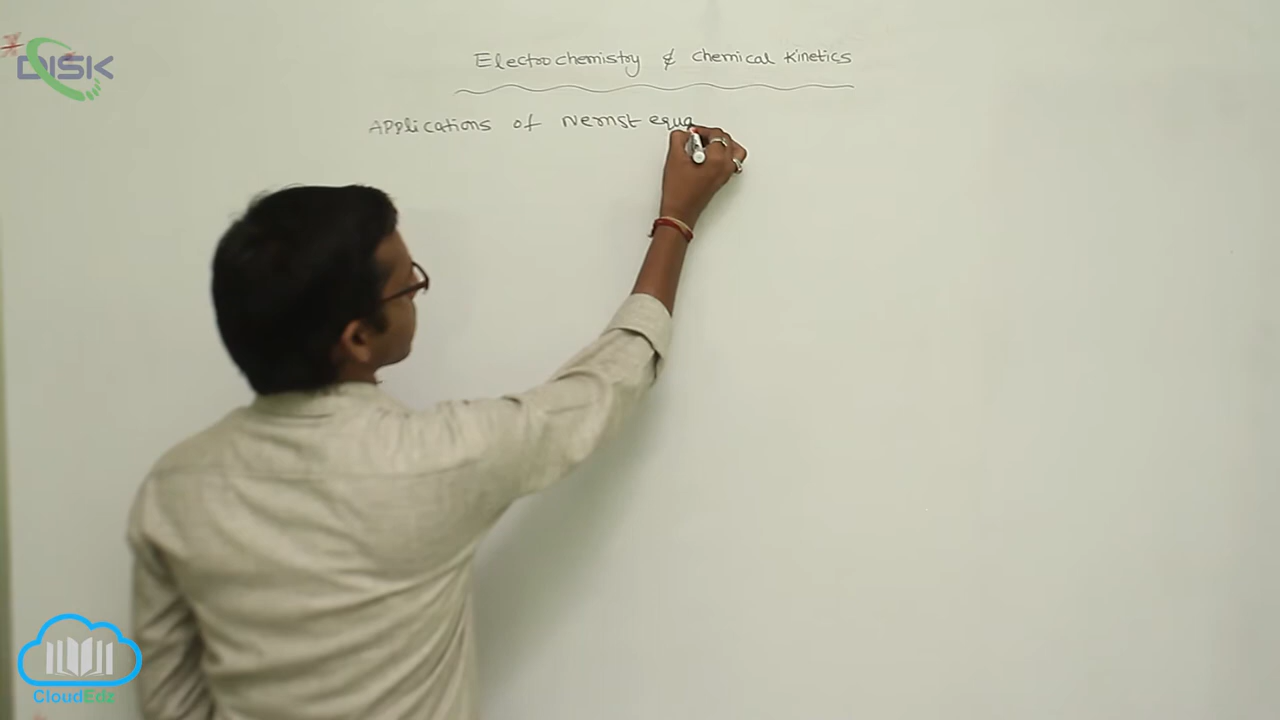 DISK
Electrochemistry & Chemical Kinetics
Applications of Nernst equa
CloudEdz